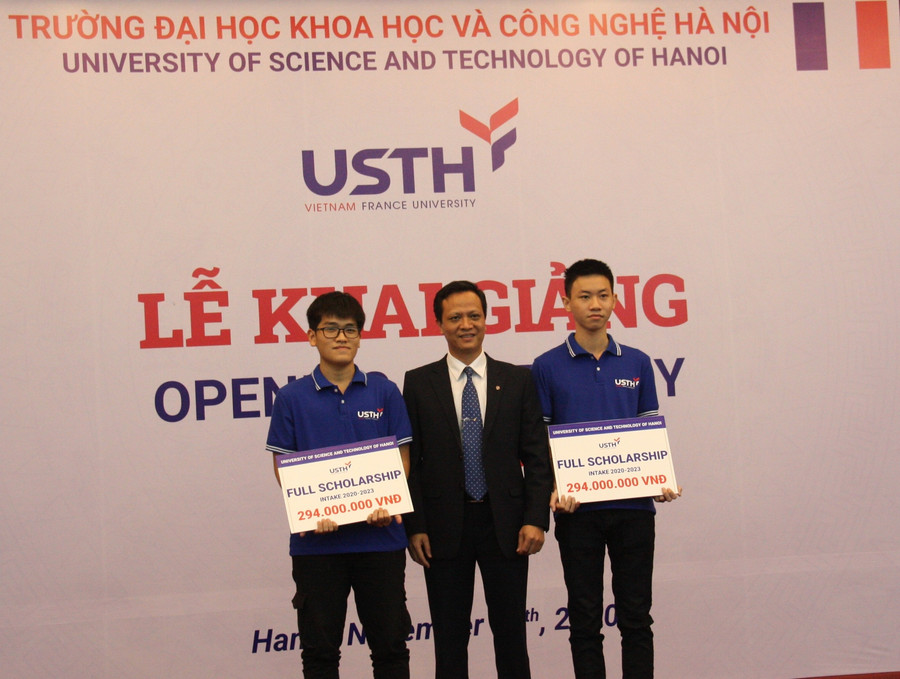 TRƯỜNG ĐẠI HỌC KHOA HỌC VÀ CÔNG NGHỆ HÀ NỘI
UNIVERSITY OF SCIENCE AND TECHNOLOGY OF HANOI
USTH
VIETNAM FRANCE UNIVERSITY
LỄ KHAI GIẢNG
OPEN
Y
USTH
USTH
UNIVERSITY OF SCIENCE AND TECHNOLOGY OF HANOI
USTH
FULL SCHOLARSHIP
INTAKE 2020-2023
294.000.000 VNĐ
UNIVERSITY OF SCIENCE AND TECHNOLOGY OF HANOI
USTH
FULL SCHOLARSHIP
INTAKE 2020-2023
294.000.000 VNĐ